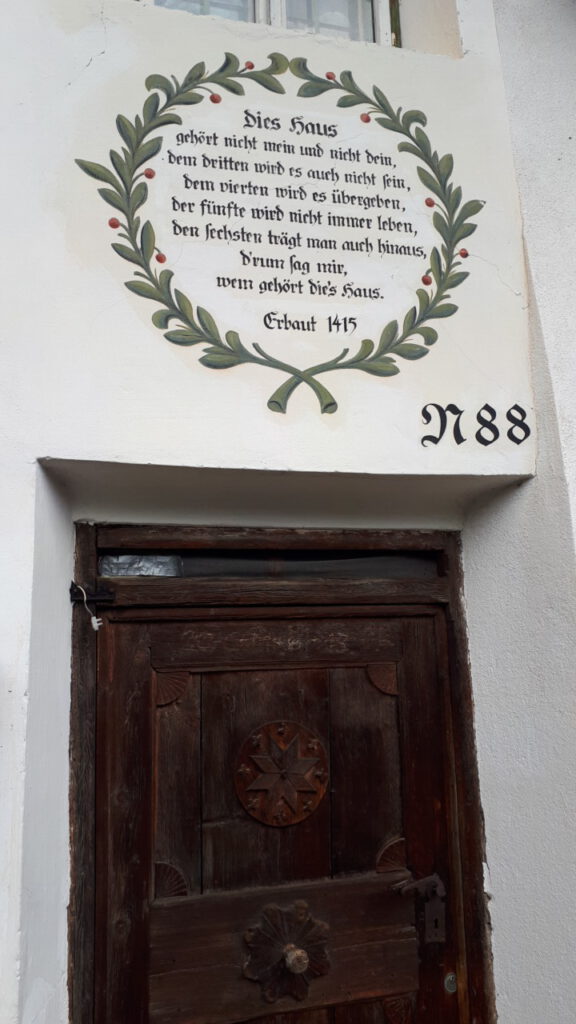 Dies Haus
gehört nicht mein und nicht dein,
dem dritten wird es auch nicht sein,
dem vierten wird es übergeben,
der fünfte wird nicht immer leben,
den sechsten trägt man auch hinaus,
d'rum sag mir,
wem gehört die's Haus.
Erbaut 1415
N 88